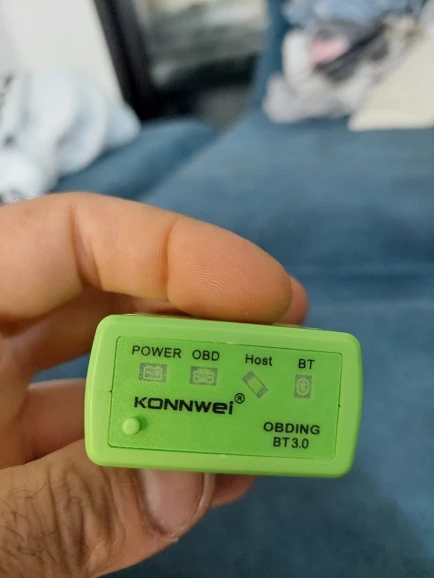 POWER OBD Host BT
KONNWEI®
OBDING
BT3.0